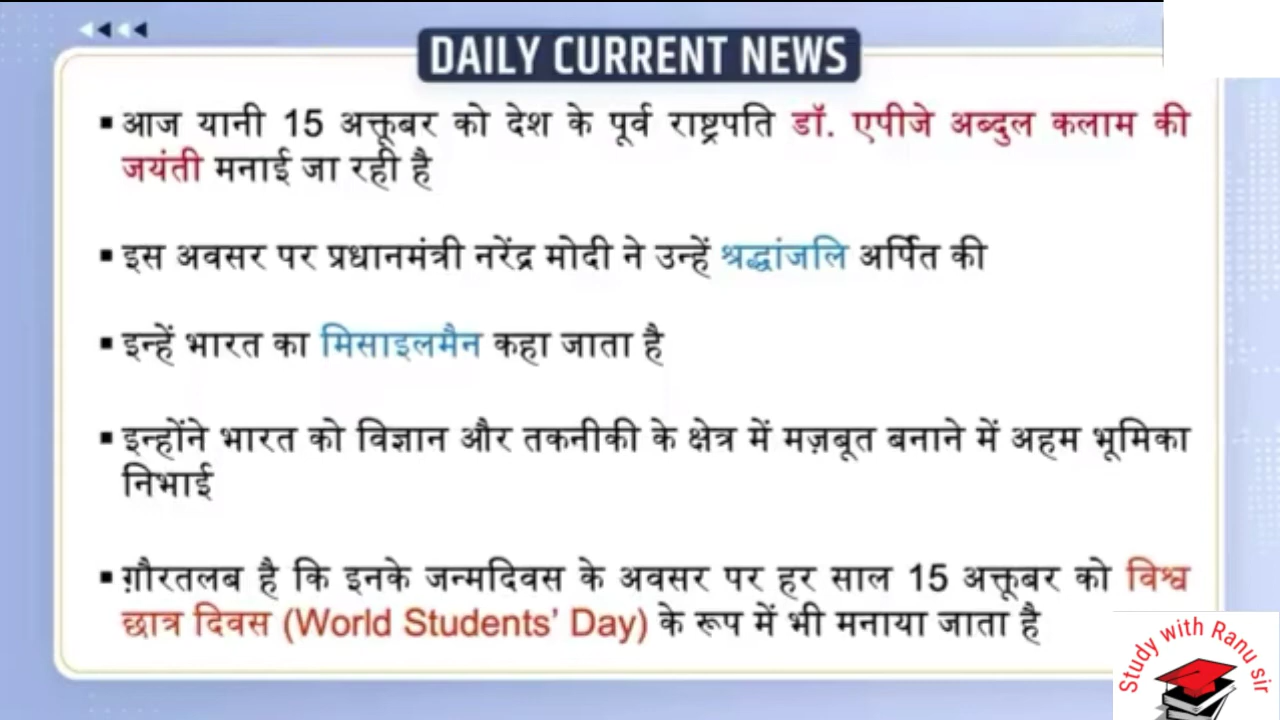 DAILY CURRENT NEWS
▪ आज यानी 15 अक्तूबर को देश के पूर्व राष्ट्रपति डॉ. एपीजे अब्दुल कलाम की
जयंती मनाई जा रही है
▪ इस अवसर पर प्रधानमंत्री नरेंद्र मोदी ने उन्हें श्रद्धांजलि अर्पित की
▪ इन्हें भारत का मिसाइलमैन कहा जाता है
▪ इन्होंने भारत को विज्ञान और तकनीकी के क्षेत्र में मज़बूत बनाने में अहम भूमिका
निभाई
▪ ग़ौरतलब है कि इनके जन्मदिवस के अवसर पर हर साल 15 अक्तूबर को विश्व
छात्र दिवस (World Students' Day) के रूप में भी मनाया जाता है
Study with Ranu sir